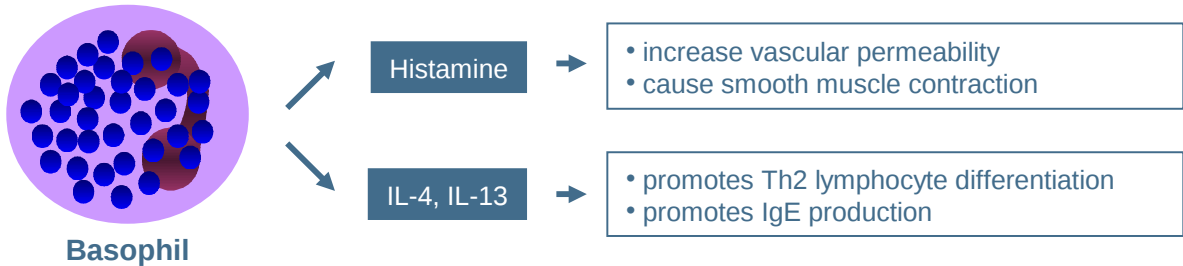 Histamine
• increase vascular permeability
• cause smooth muscle contraction
IL-4, IL-13
• promotes Th2 lymphocyte differentiation
• promotes IgE production
Basophil